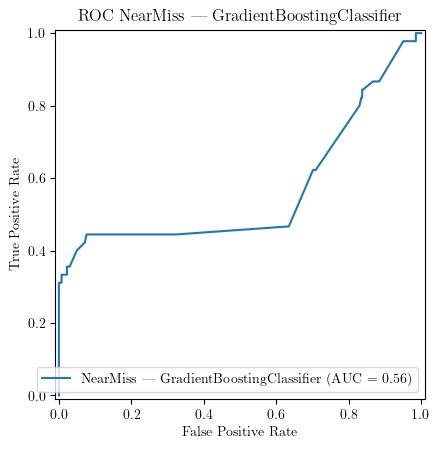 ROC NearMiss — GradientBoostingClassifier
1.0
0.8
0.6
0.4
0.2
0.0
True Positive Rate
NearMiss — GradientBoostingClassifier (AUC = 0.56)
0.0 0.2 0.4 0.6 0.8 1.0
False Positive Rate